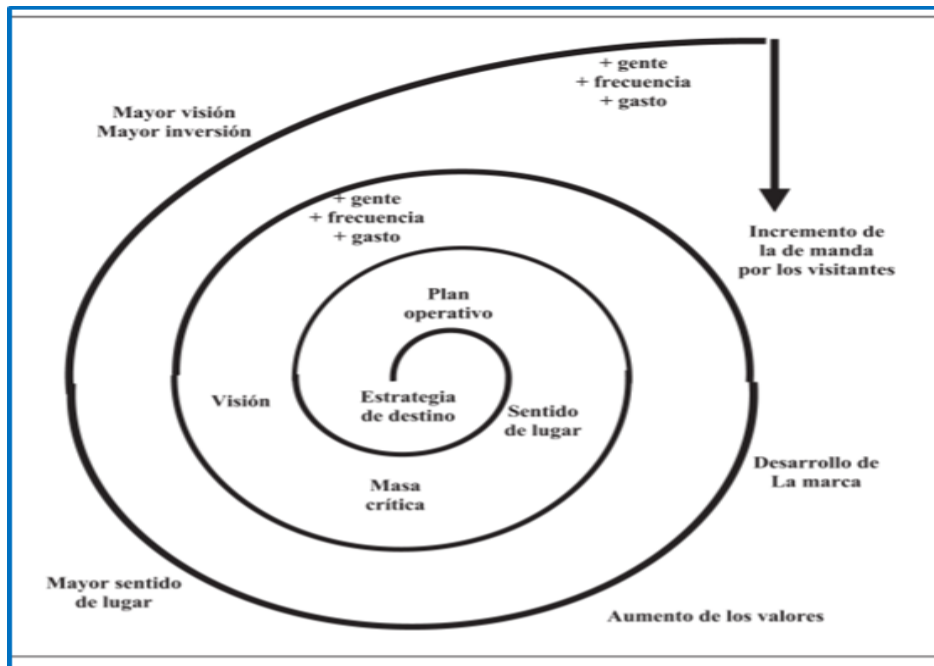 + gente
+ frecuencia
+ gasto
Mayor visión
Mayor inversión
+ gente
+ frecuencia
+ gasto
Incremento de
la de manda
por los visitantes
Plan
operativo
Visión
Estrategia
de destino
Sentido
de lugar
Desarrollo de
La marca
Masa
crítica
Mayor sentido
de lugar
Aumento de los valores